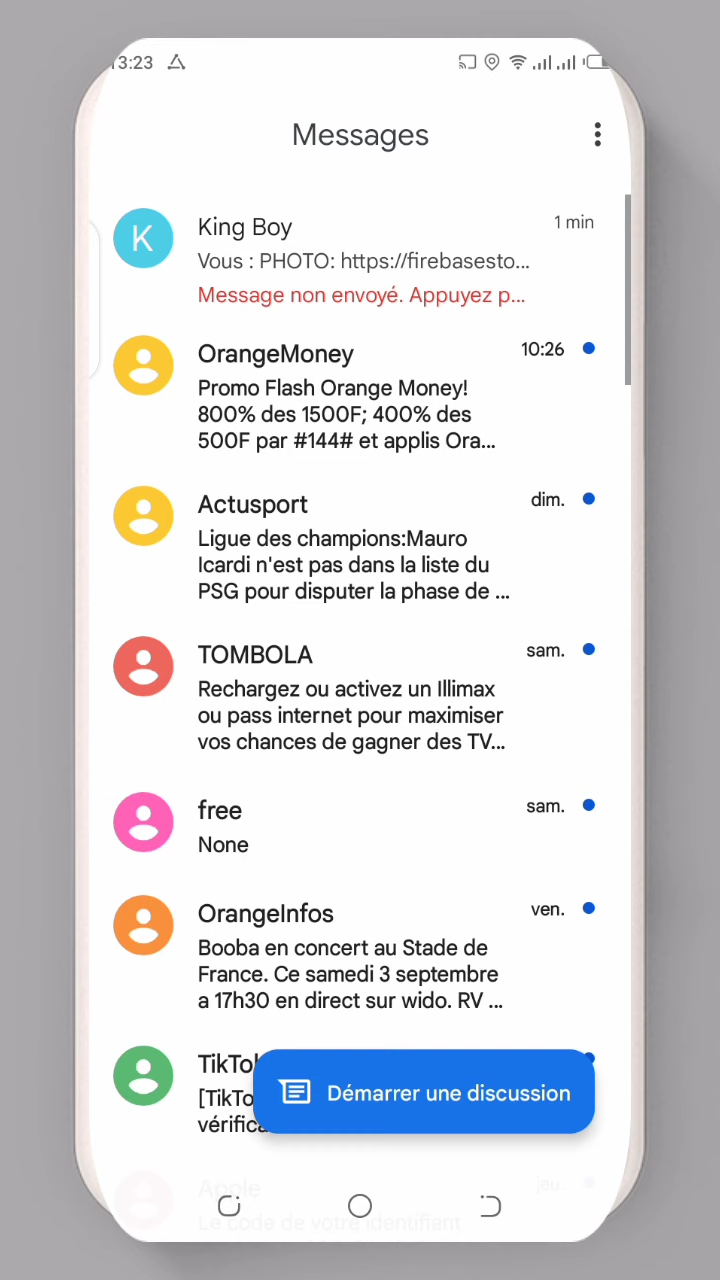 13:23
Messages
King Boy
1 min
Vous : PHOTO: https://firebasesto...
Message non envoyé. Appuyez p...
OrangeMoney
10:26
Promo Flash Orange Money!
800% des 1500F; 400% des
500F par #144# et applis Ora...
Actusport
dim.
Ligue des champions:Mauro
Icardi n'est pas dans la liste du
PSG pour disputer la phase de ...
TOMBOLA
sam.
Rechargez ou activez un Illimax
ou pass internet pour maximiser
vos chances de gagner des TV...
free
sam.
None
OrangeInfos
ven.
Booba en concert au Stade de
France. Ce samedi 3 septembre
a 17h30 en direct sur wido. RV ...
TikTo
[TikTo
vérifica
Démarrer une discussion
Apple
jeu.
Le code de votre identifiant
K